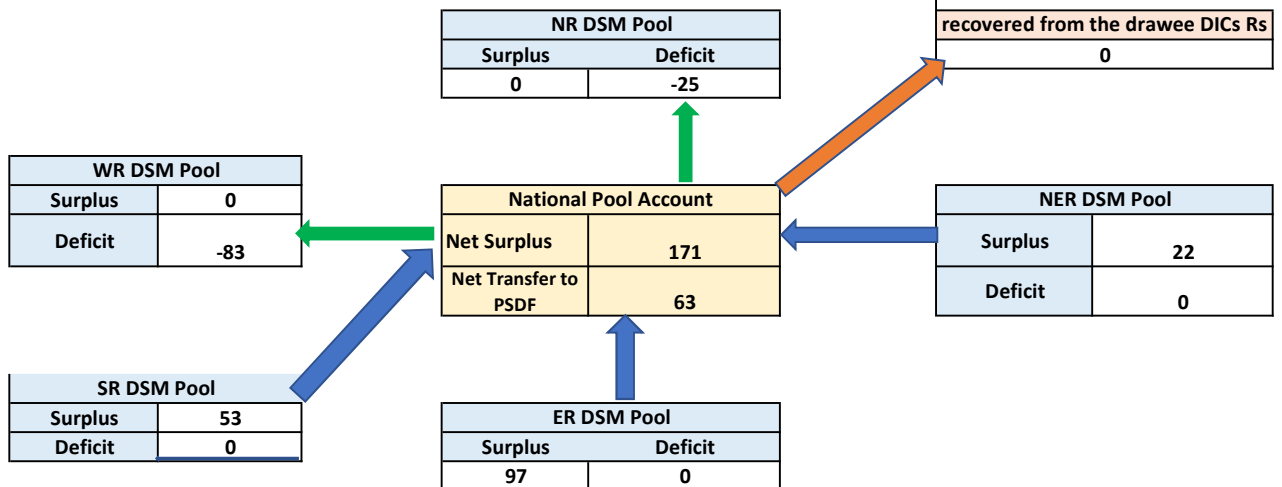 NR DSM Pool
Surplus Deficit
0 -25
recovered from the drawee DICs Rs
0
WR DSM Pool
Surplus 0
Deficit -83
National Pool Account
Net Surplus 171
Net Transfer to
PSDF 63
NER DSM Pool
Surplus 22
Deficit 0
SR DSM Pool
Surplus 53
Deficit 0
ER DSM Pool
Surplus Deficit
97 0